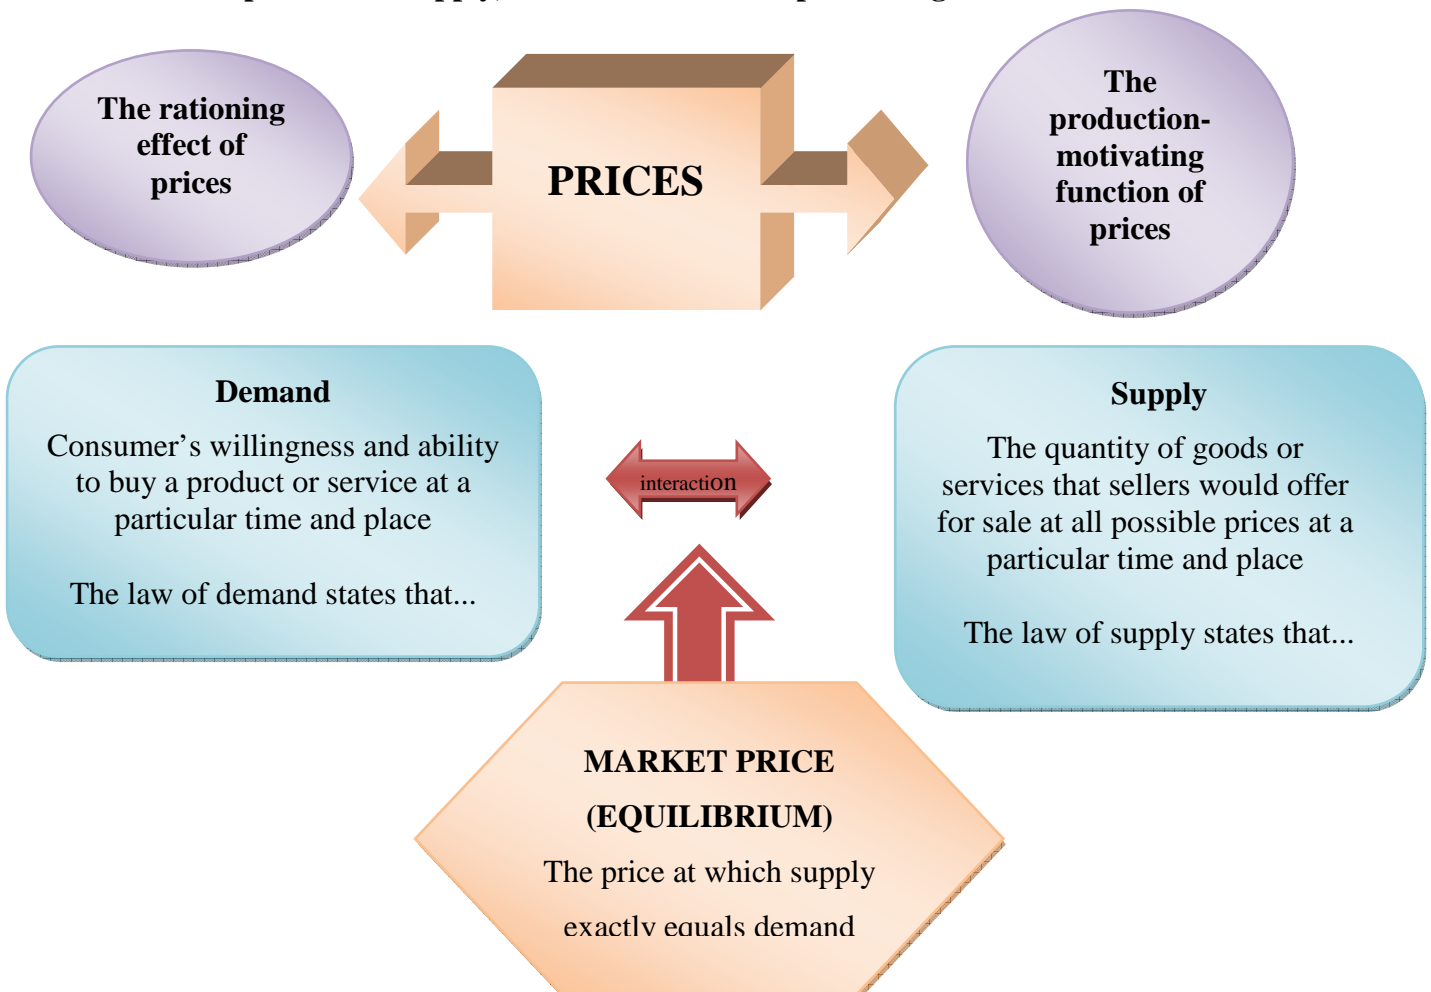 The rationing
effect of
prices
PRICES
The
production-
motivating
function of
prices
Demand
Consumer’s willingness and ability
to buy a product or service at a
particular time and place
The law of demand states that...
interaction
Supply
The quantity of goods or
services that sellers would offer
for sale at all possible prices at a
particular time and place
The law of supply states that...
MARKET PRICE
(EQUILIBRIUM)
The price at which supply
exactly equals demand